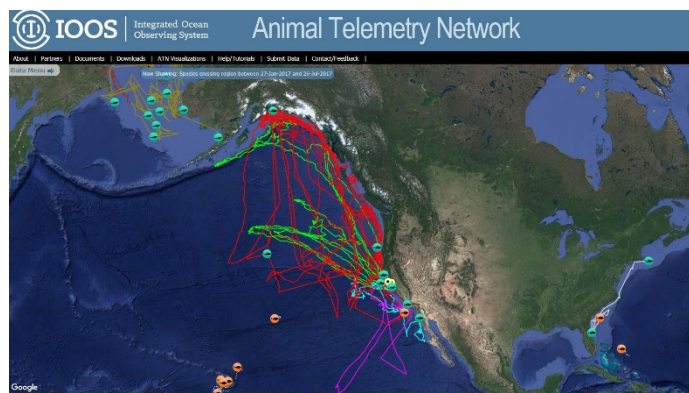 IOOS
Integrated Ocean
Observing System
Animal Telemetry Network
About | Partners | Documents | Downloads | ATN Visualizations | Help/Tutorials | Submit Data | Contact/Feedback |
Data Menu
Now Showing: Species crossing region between 27-Jan-2017 and 26-Jul-2017
Google